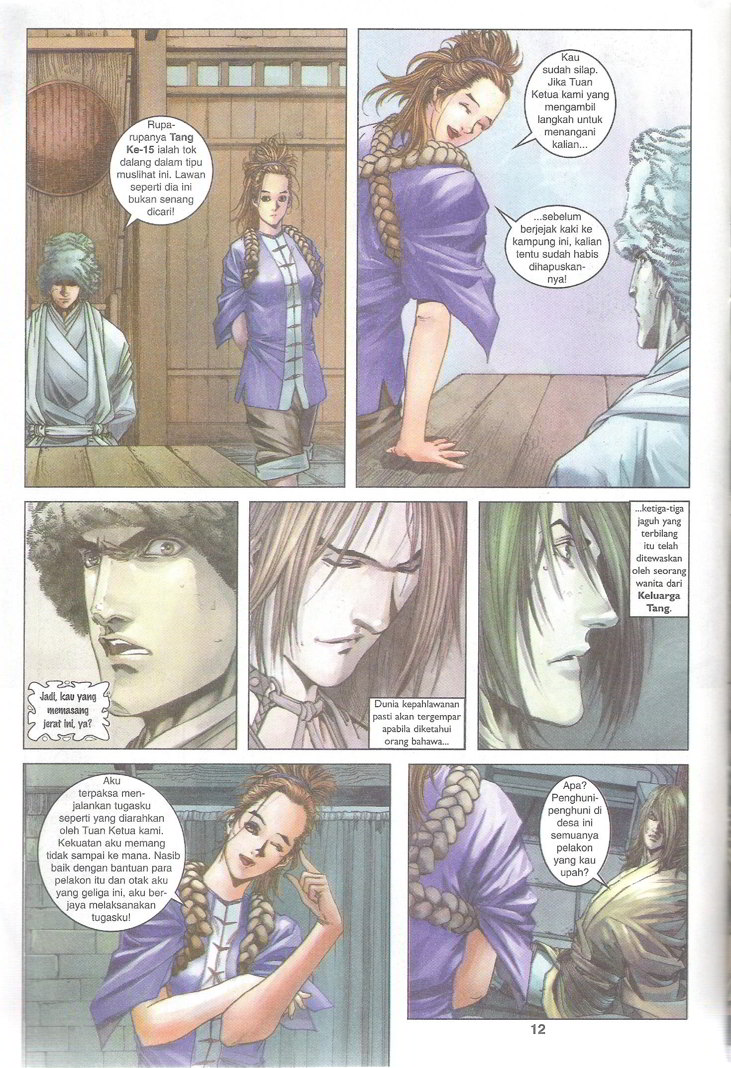 Rupa-
rupanya Tang
Ke-15 ialah tok
dalang dalam tipu
muslihat ini. Lawan
seperti dia ini
bukan senang
dicari!
Kau
sudah silap.
Jika Tuan
Ketua kami yang
mengambil
langkah untuk
menangani
kalian...
...sebelum
berjejak kaki ke
kampung ini, kalian
tentu sudah habis
dihapuskan-
nya!
Jadi, kau yang
memasang
jerat ini, ya?
Dunia kepahlawanan
pasti akan tergempar
apabila diketahui
orang bahawa...
...ketiga-tiga
jaguh yang
terbilang
itu telah
ditewaskan
oleh seorang
wanita dari
Keluarga
Tang.
Aku
terpaksa men-
jalankan tugasku
seperti yang diarahkan
oleh Tuan Ketua kami.
Kekuatan aku memang
tidak sampai ke mana. Nasib
baik dengan bantuan para
pelakon itu dan otak aku
yang geliga ini, aku ber-
jaya melaksanakan
tugasku!
Apa?
Penghuni-
penghuni di
desa ini
semuanya
pelakon
yang kau
upah?
12